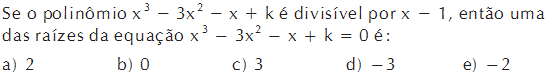 Se o polinômio x³ − 3x² − x + k é divisível por x − 1, então uma
das raízes da equação x³ − 3x² − x + k = 0 é:
a) 2 b) 0 c) 3 d) −3 e) −2